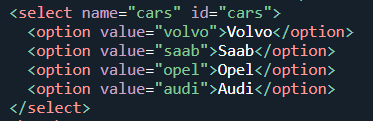 <select name="cars" id="cars">
  <option value="volvo">Volvo</option>
  <option value="saab">Saab</option>
  <option value="opel">Opel</option>
  <option value="audi">Audi</option>
</select>